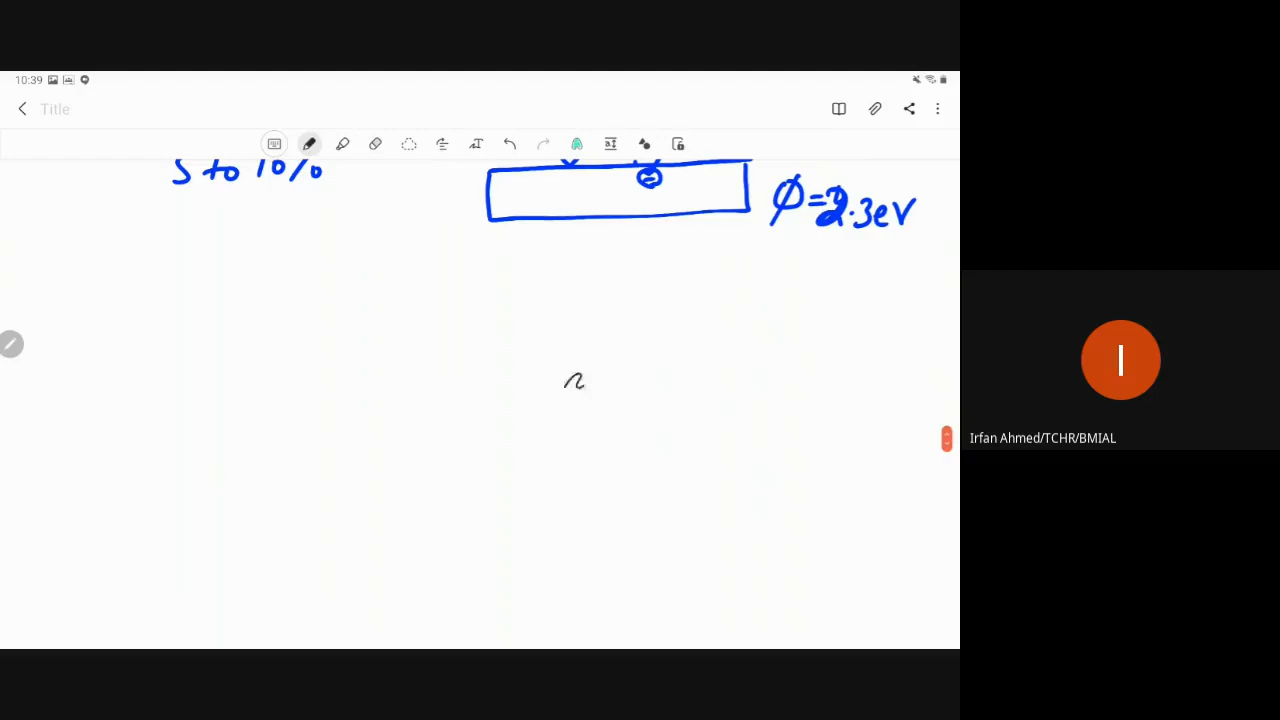 10:39
Title
5 to 10%
Φ=2.3eV
I
Irfan Ahmed/TCHR/BMIAL